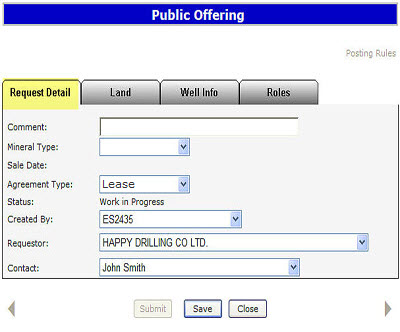 Public Offering
Posting Rules
Request Detail Land Well Info Roles
Comment:
Mineral Type:
Sale Date:
Agreement Type: Lease
Status: Work in Progress
Created By: ES2435
Requestor: HAPPY DRILLING CO LTD.
Contact: John Smith
Submit Save Close